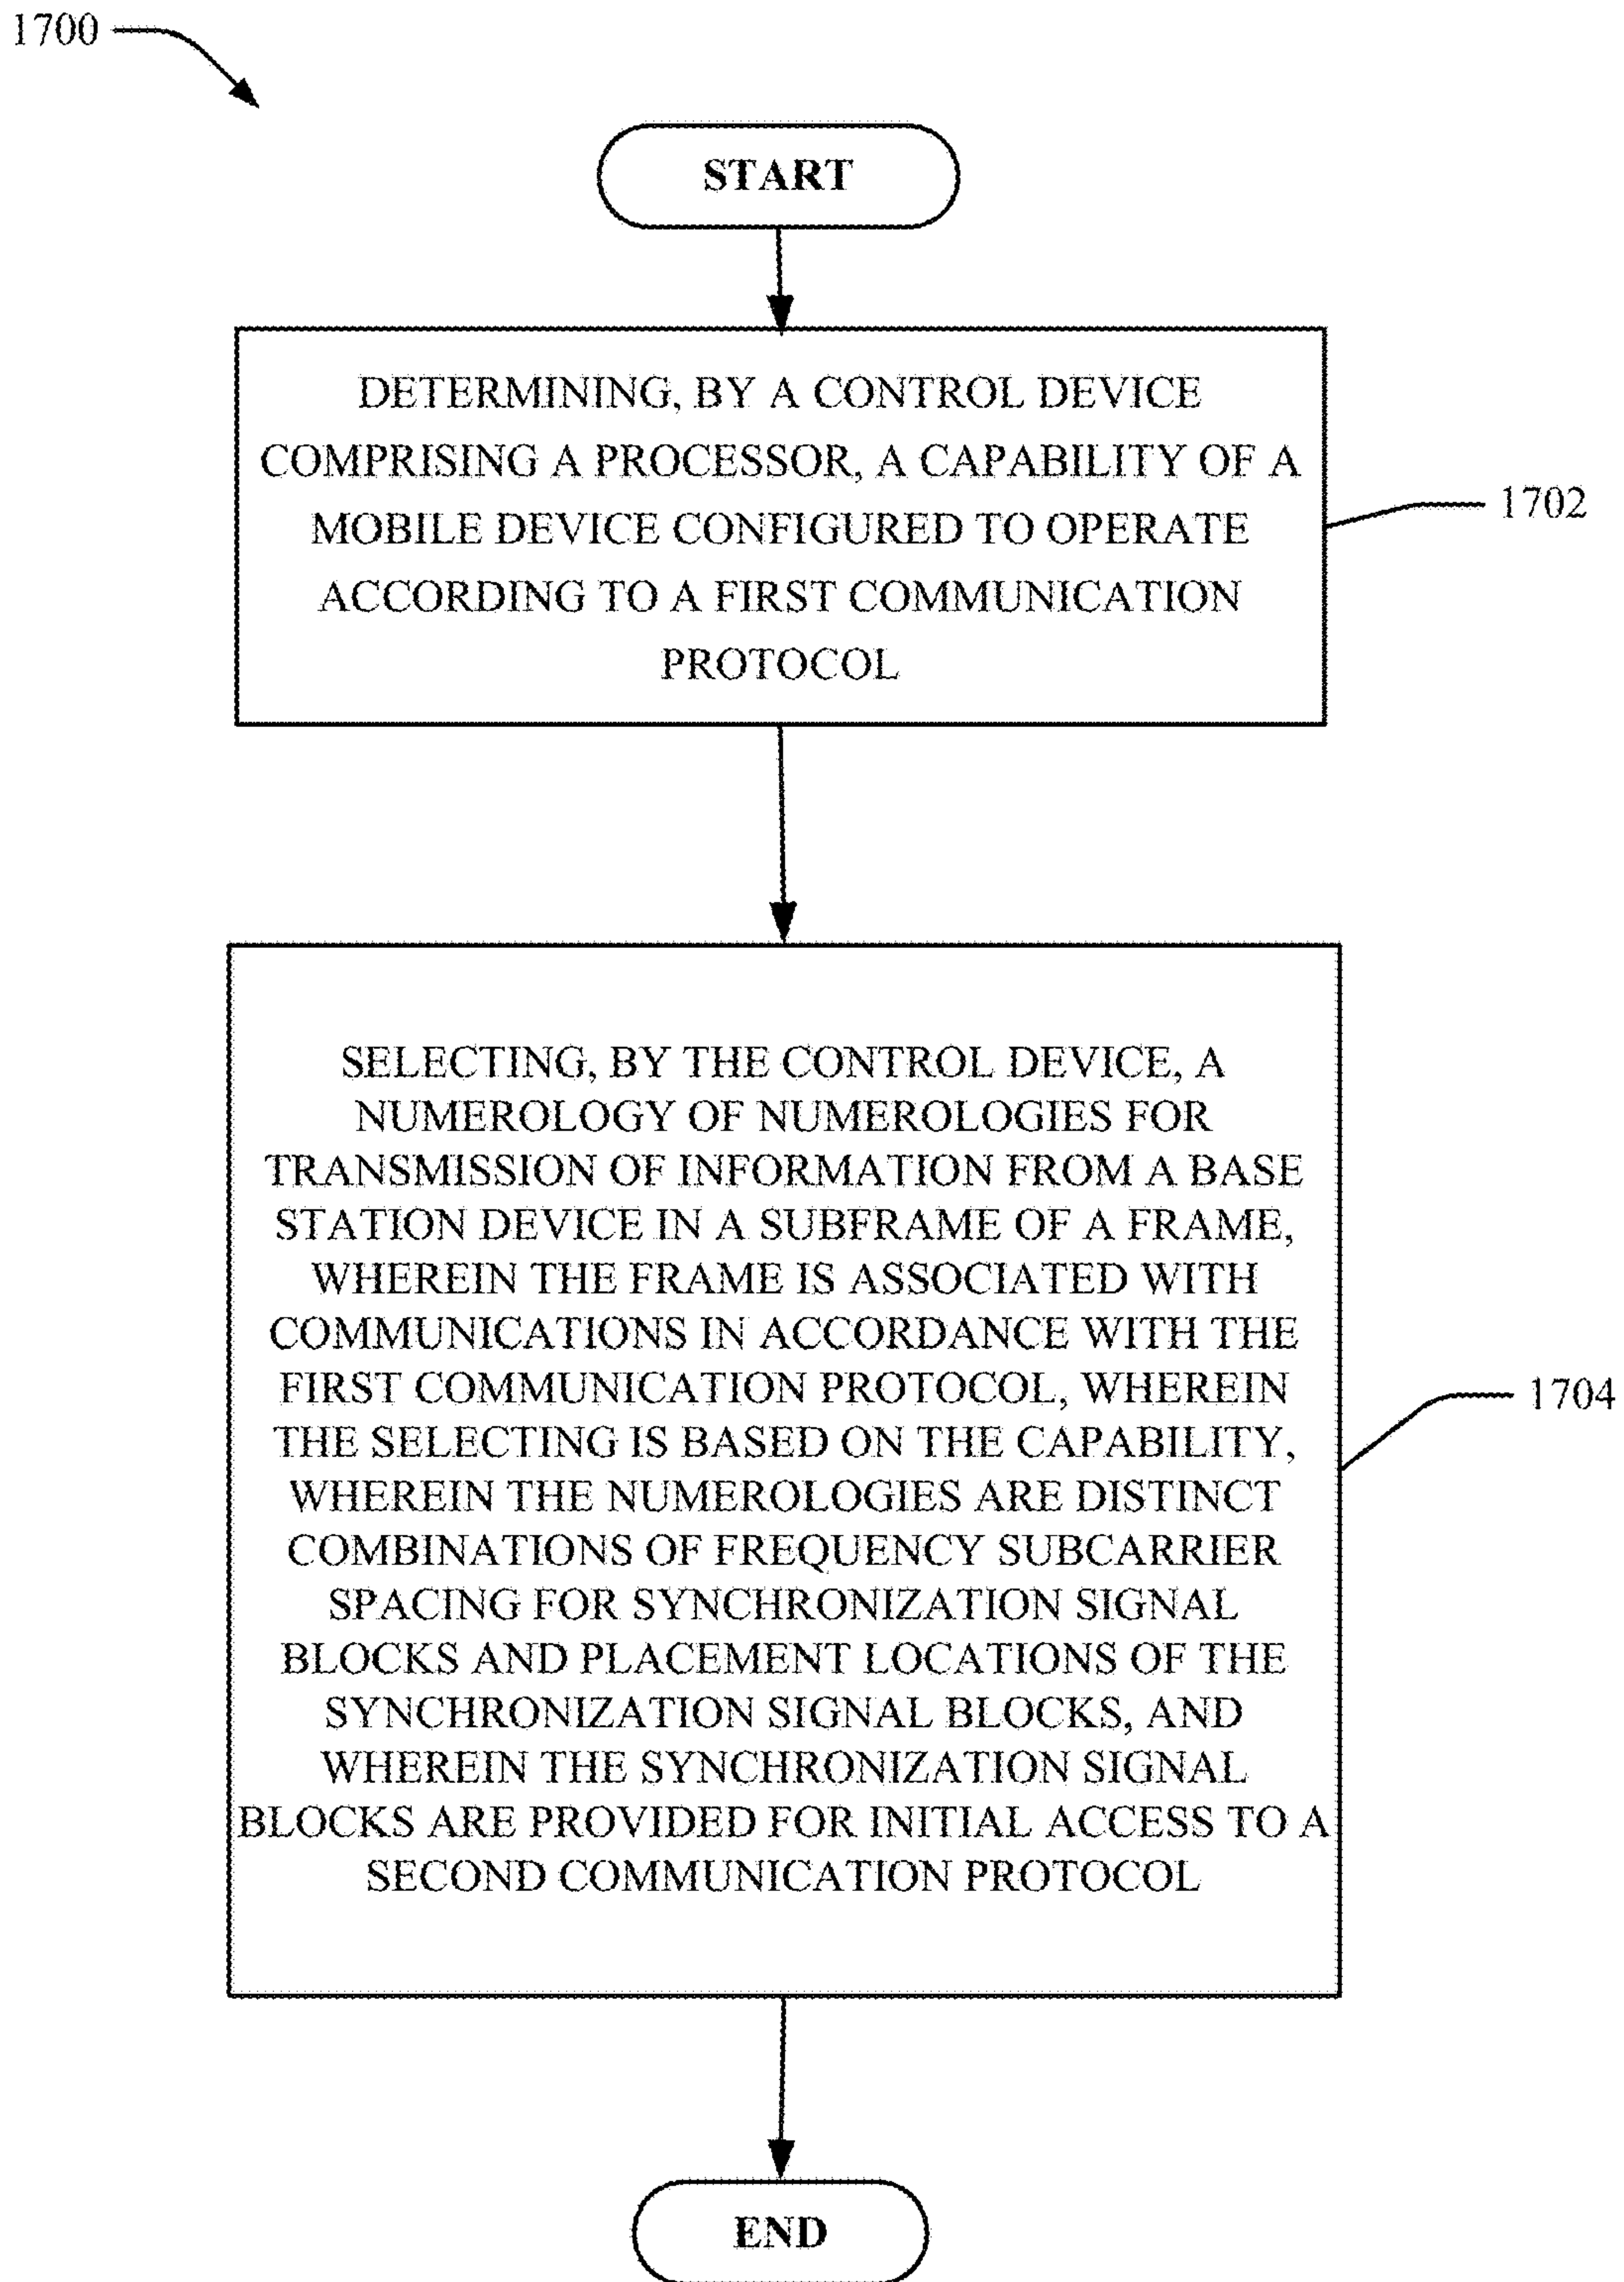 1700
START
DETERMINING, BY A CONTROL DEVICE
COMPRISING A PROCESSOR, A CAPABILITY OF A
MOBILE DEVICE CONFIGURED TO OPERATE
ACCORDING TO A FIRST COMMUNICATION
PROTOCOL
1702
SELECTING, BY THE CONTROL DEVICE, A
NUMEROLOGY OF NUMEROLOGIES FOR
TRANSMISSION OF INFORMATION FROM A BASE
STATION DEVICE IN A SUBFRAME OF A FRAME,
WHEREIN THE FRAME IS ASSOCIATED WITH
COMMUNICATIONS IN ACCORDANCE WITH THE
FIRST COMMUNICATION PROTOCOL, WHEREIN
THE SELECTING IS BASED ON THE CAPABILITY,
WHEREIN THE NUMEROLOGIES ARE DISTINCT
COMBINATIONS OF FREQUENCY SUBCARRIER
SPACING FOR SYNCHRONIZATION SIGNAL
BLOCKS AND PLACEMENT LOCATIONS OF THE
SYNCHRONIZATION SIGNAL BLOCKS, AND
WHEREIN THE SYNCHRONIZATION SIGNAL
BLOCKS ARE PROVIDED FOR INITIAL ACCESS TO A
SECOND COMMUNICATION PROTOCOL
1704
END